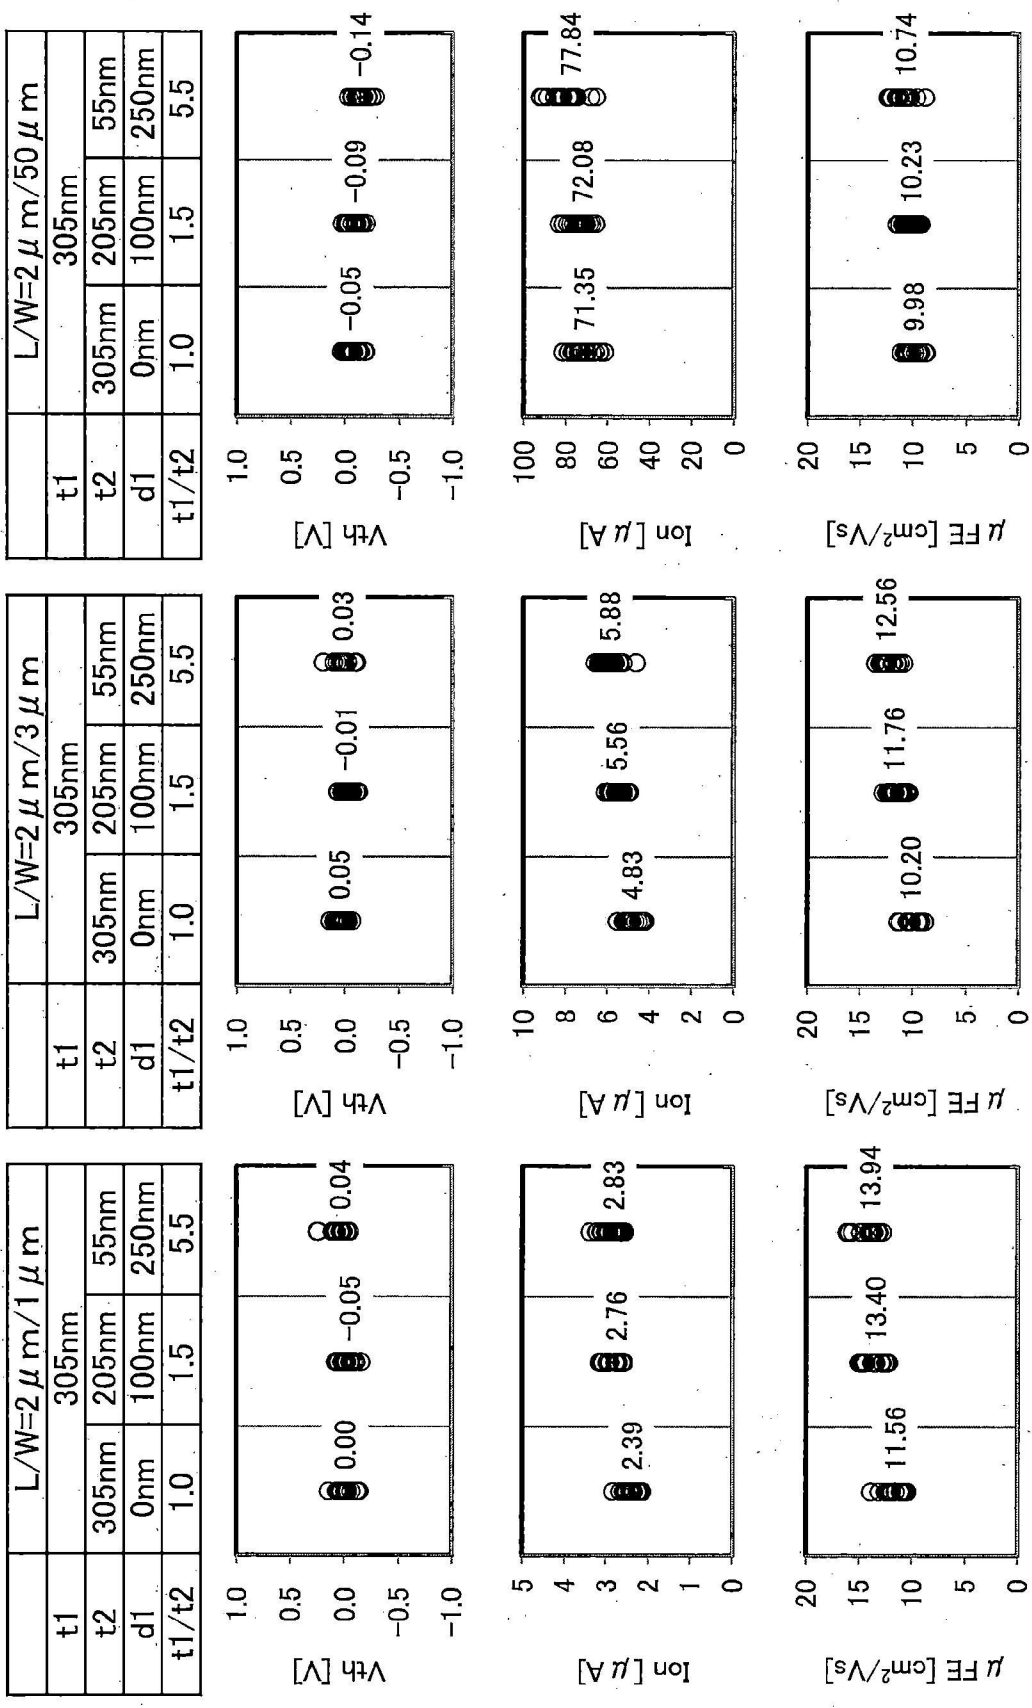 L/W=2μm/1μm
t1 305nm
t2 305nm 205nm 55nm
d1 0nm 100nm 250nm
t1/t2 1.0 1.5 5.5
Vth [V]
1.0
0.5
0.0
−0.5
−1.0
0.00 −0.05 0.04
Ion [μA]
5
4
3
2
1
0
2.39 2.76 2.83
μFE [cm²/Vs]
20
15
10
5
0
11.56 13.40 13.94
L/W=2μm/3μm
t1 305nm
t2 305nm 205nm 55nm
d1 0nm 100nm 250nm
t1/t2 1.0 1.5 5.5
Vth [V]
1.0
0.5
0.0
−0.5
−1.0
0.05 −0.01 0.03
Ion [μA]
10
8
6
4
2
0
4.83 5.56 5.88
μFE [cm²/Vs]
20
15
10
5
0
10.20 11.76 12.56
L/W=2μm/50μm
t1 305nm
t2 305nm 205nm 55nm
d1 0nm 100nm 250nm
t1/t2 1.0 1.5 5.5
Vth [V]
1.0
0.5
0.0
−0.5
−1.0
−0.05 −0.09 −0.14
Ion [μA]
100
80
60
40
20
0
71.35 72.08 77.84
μFE [cm²/Vs]
20
15
10
5
0
9.98 10.23 10.74